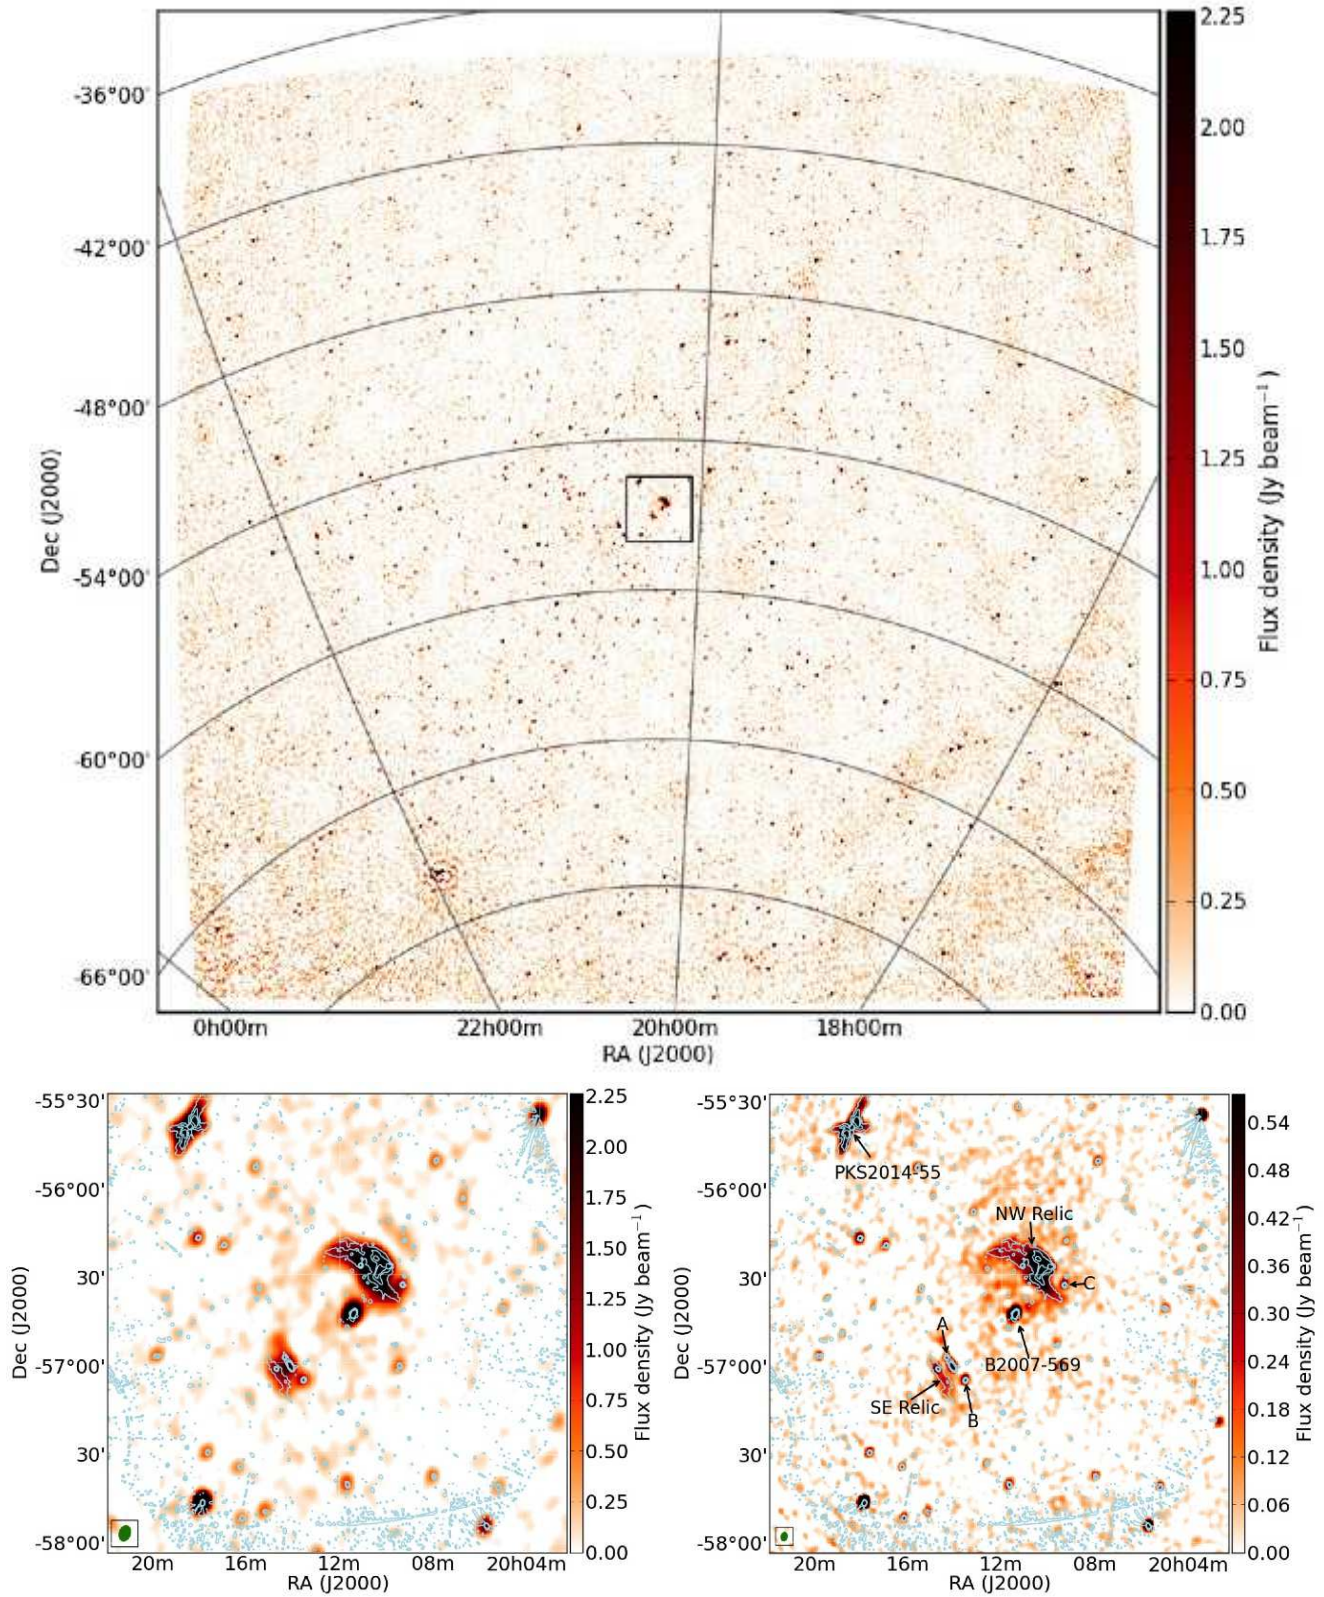 2.25
-36°00'
2.00
1.75
-42°00'
1.50
-48°00'
1.25
Dec (J2000)
Flux density (Jy beam⁻¹)
-54°00'
1.00
0.75
-60°00'
0.50
0.25
-66°00'
0.00
0h00m 22h00m 20h00m 18h00m
RA (J2000)
-55°30'
-56°00'
30'
-57°00'
30'
-58°00'
Dec (J2000)
20m 16m 12m 08m 20h04m
RA (J2000)
2.25
2.00
1.75
1.50
1.25
1.00
0.75
0.50
0.25
0.00
Flux density (Jy beam⁻¹)
-55°30'
-56°00'
30'
-57°00'
30'
-58°00'
Dec (J2000)
PKS2014-55
NW Relic
C
A
B2007-569
SE Relic
B
20m 16m 12m 08m 20h04m
RA (J2000)
0.54
0.48
0.42
0.36
0.30
0.24
0.18
0.12
0.06
0.00
Flux density (Jy beam⁻¹)